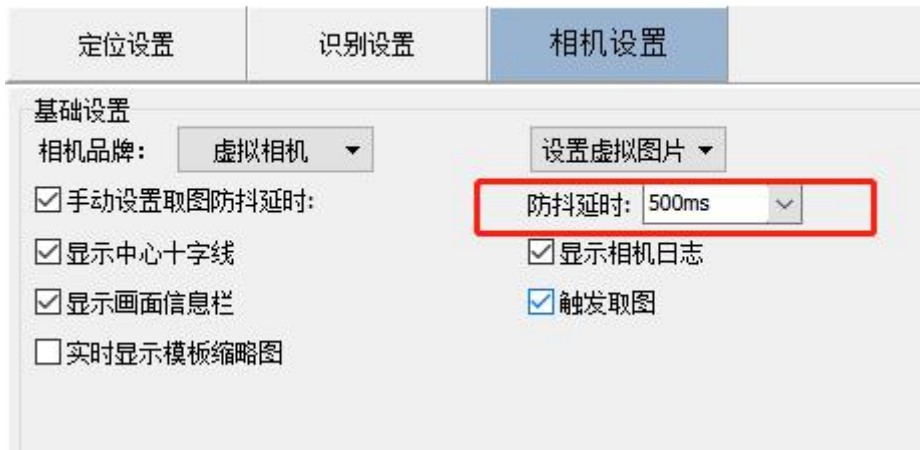 定位设置 识别设置 相机设置
基础设置
相机品牌: 虚拟相机 设置虚拟图片
手动设置取图防抖延时: 防抖延时: 500ms
显示中心十字线 显示相机日志
显示画面信息栏 触发取图
实时显示模板缩略图